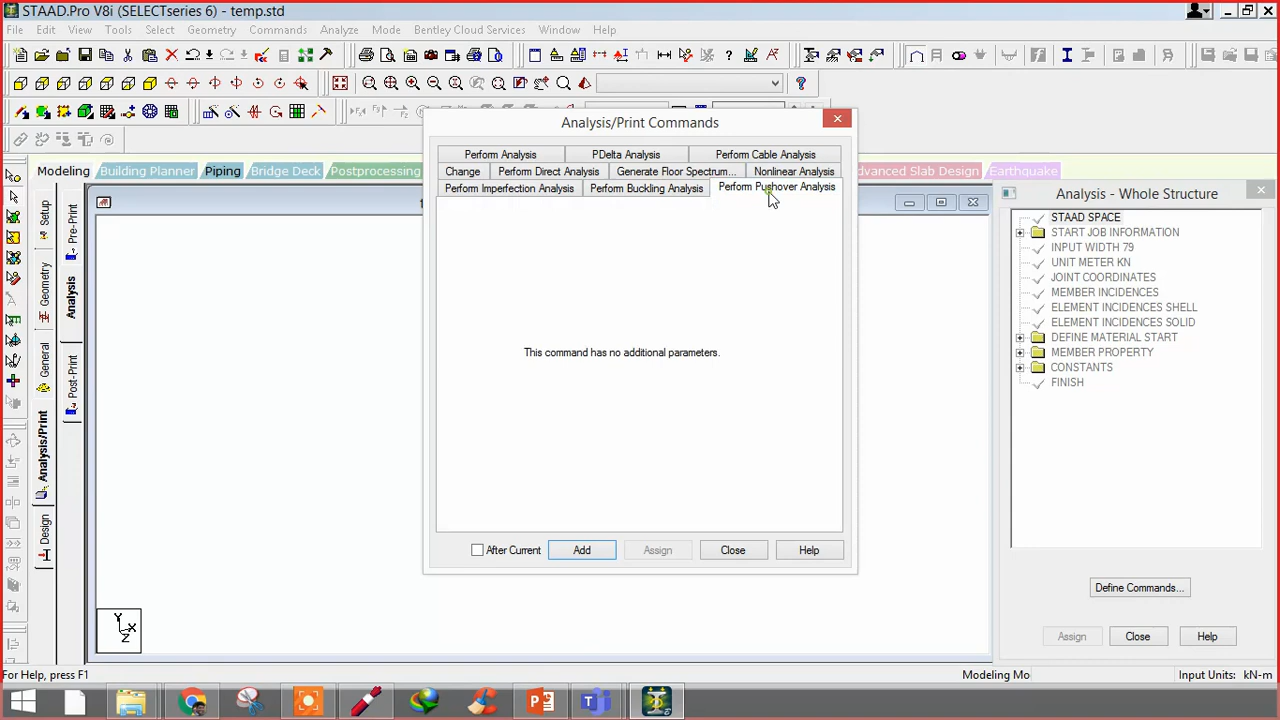 STAAD.Pro V8i (SELECTseries 6) - temp.std
File Edit View Tools Select Geometry Commands Analyze Mode Bentley Cloud Services Window Help
Modeling Building Planner Piping Bridge Deck Postprocessing
dvanced Slab Design Earthquake
Setup
Geometry
General
Analysis/Print
Design
Pre-Print
Analysis
Post-Print
Analysis/Print Commands
Perform Analysis PDelta Analysis Perform Cable Analysis
Change Perform Direct Analysis Generate Floor Spectrum... Nonlinear Analysis
Perform Imperfection Analysis Perform Buckling Analysis Perform Pushover Analysis
This command has no additional parameters.
After Current Add Assign Close Help
Analysis - Whole Structure
STAAD SPACE
START JOB INFORMATION
INPUT WIDTH 79
UNIT METER KN
JOINT COORDINATES
MEMBER INCIDENCES
ELEMENT INCIDENCES SHELL
ELEMENT INCIDENCES SOLID
DEFINE MATERIAL START
MEMBER PROPERTY
CONSTANTS
FINISH
Define Commands...
Assign Close Help
Y
X
Z
For Help, press F1 Modeling Mo Input Units: kN-m